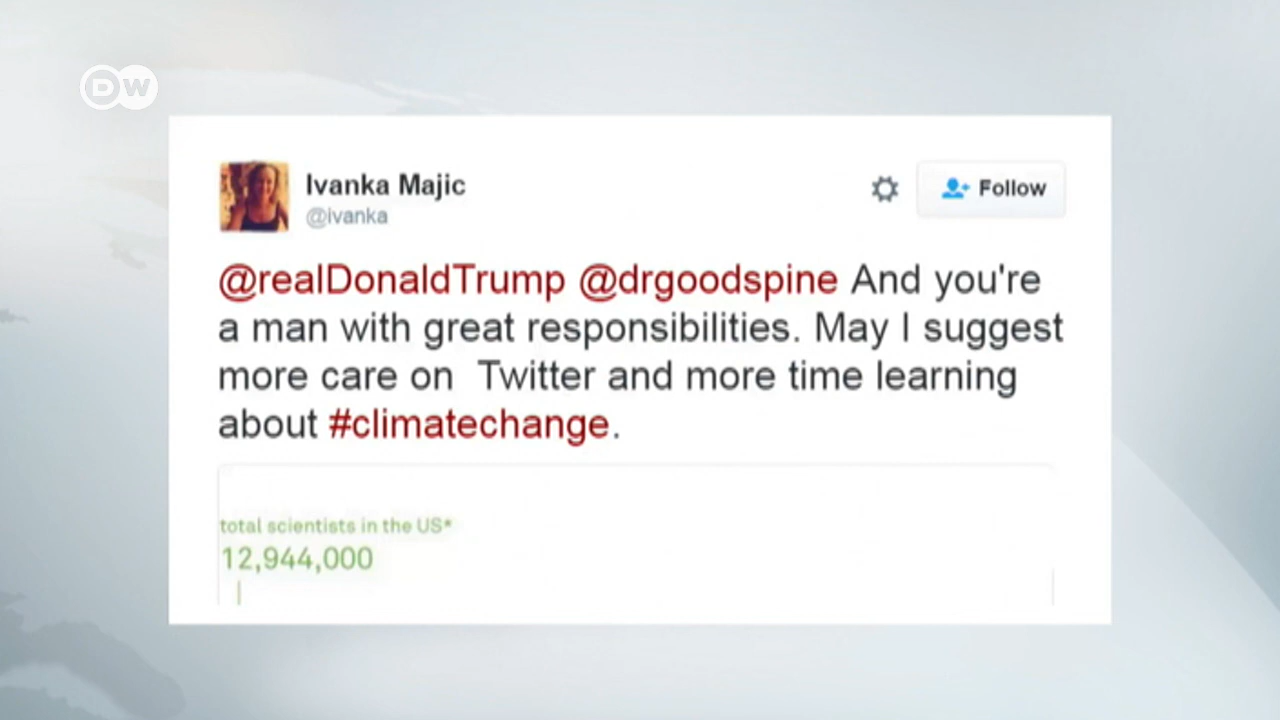 DW
Ivanka Majic
@ivanka
Follow
@realDonaldTrump @drgoodspine And you're
a man with great responsibilities. May I suggest
more care on Twitter and more time learning
about #climatechange.
total scientists in the US*
12,944,000